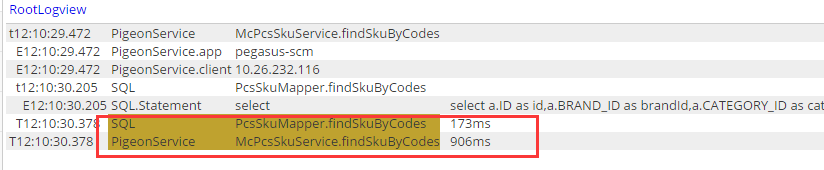 RootLogview
t12:10:29.472 PigeonService McPcsSkuService.findSkuByCodes
E12:10:29.472 PigeonService.app pegasus-scm
E12:10:29.472 PigeonService.client 10.26.232.116
t12:10:30.205 SQL PcsSkuMapper.findSkuByCodes
E12:10:30.205 SQL.Statement select select a.ID as id,a.BRAND_ID as brandId,a.CATEGORY_ID as cat
T12:10:30.378 SQL PcsSkuMapper.findSkuByCodes 173ms
T12:10:30.378 PigeonService McPcsSkuService.findSkuByCodes 906ms